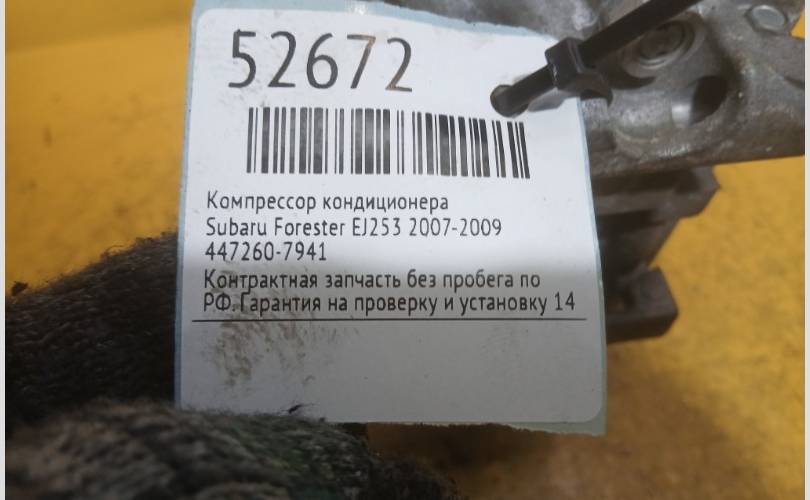 52672
Компрессор кондиционера
Subaru Forester EJ253 2007-2009
447260-7941
Контрактная запчасть без пробега по
РФ. Гарантия на проверку и установку 14